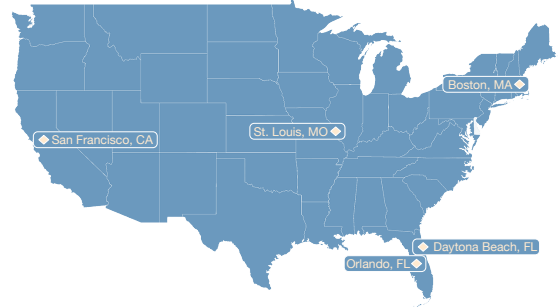 Boston, MA
St. Louis, MO
San Francisco, CA
Daytona Beach, FL
Orlando, FL